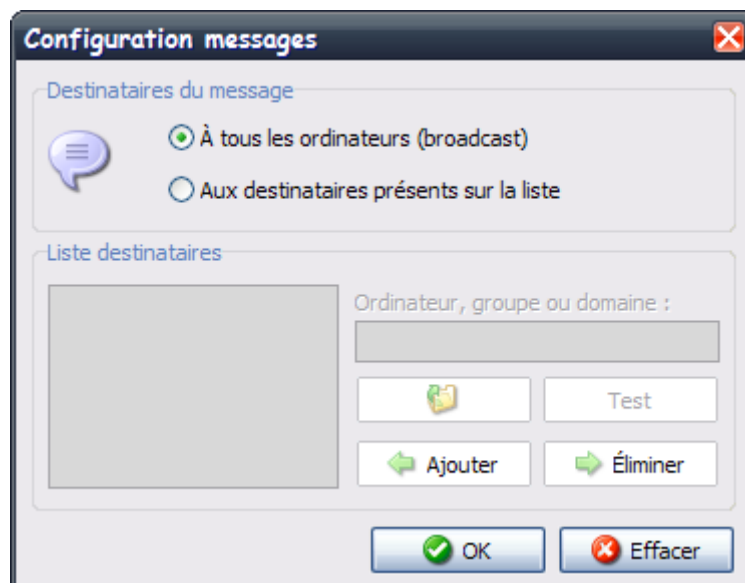 Configuration messages
Destinataires du message
À tous les ordinateurs (broadcast)
Aux destinataires présents sur la liste
Liste destinataires
Ordinateur, groupe ou domaine :
Test
Ajouter
Éliminer
OK
Effacer